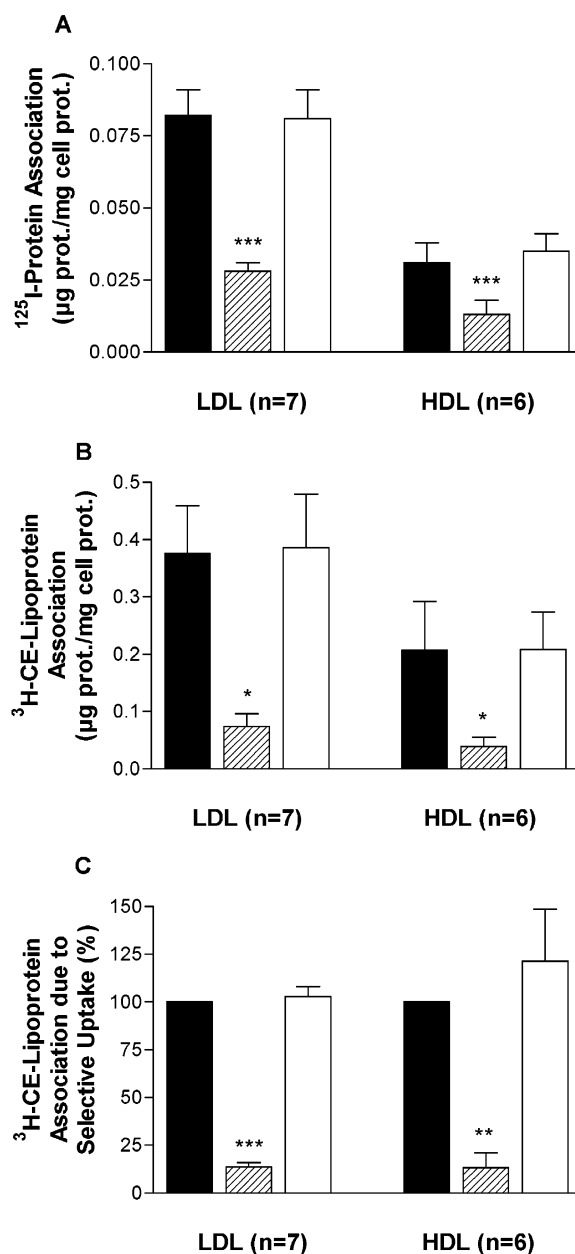 A
¹²⁵I-Protein Association
(µg prot./mg cell prot.)
0.100
0.075
0.050
0.025
0.000
***
***
LDL (n=7) HDL (n=6)
B
³H-CE-Lipoprotein
Association
(µg prot./mg cell prot.)
0.5
0.4
0.3
0.2
0.1
0.0
*
*
LDL (n=7) HDL (n=6)
C
³H-CE-Lipoprotein
Association due to
Selective Uptake (%)
150
125
100
75
50
25
0
***
**
LDL (n=7) HDL (n=6)